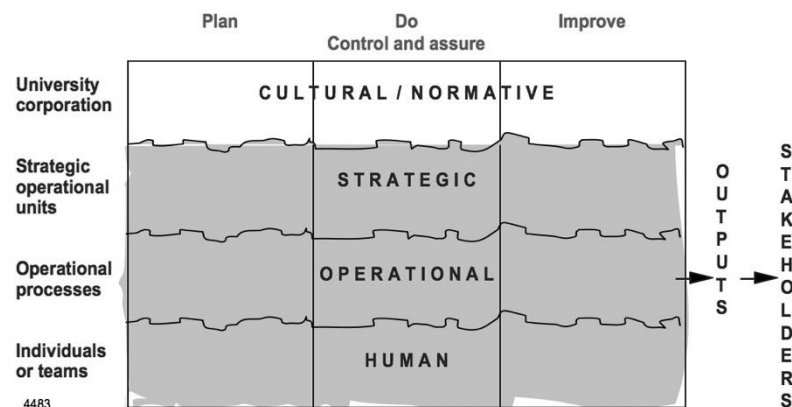 Plan
Do
Control and assure
Improve
University
corporation
CULTURAL / NORMATIVE
Strategic
operational
units
STRATEGIC
Operational
processes
OPERATIONAL
Individuals
or teams
HUMAN
OUTPUTS
STAKEHOLDERS
4483